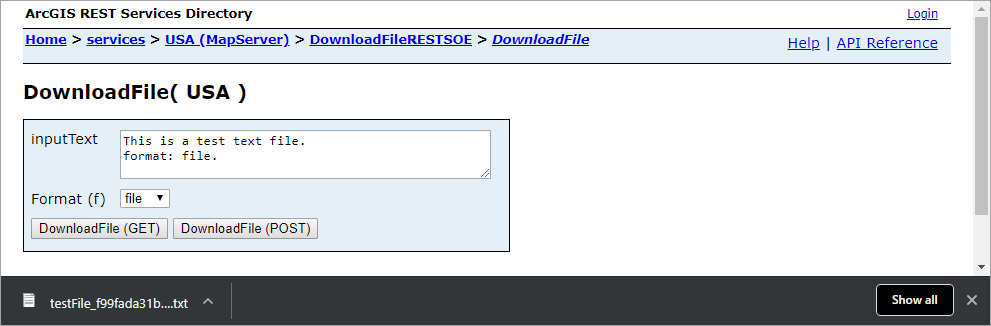 ArcGIS REST Services Directory
Login
Home > services > USA (MapServer) > DownloadFileRESTSOE > DownloadFile
Help | API Reference
DownloadFile( USA )
inputText
This is a test text file.
format: file.
Format (f)
file
DownloadFile (GET)
DownloadFile (POST)
testFile_f99fada31b....txt
Show all